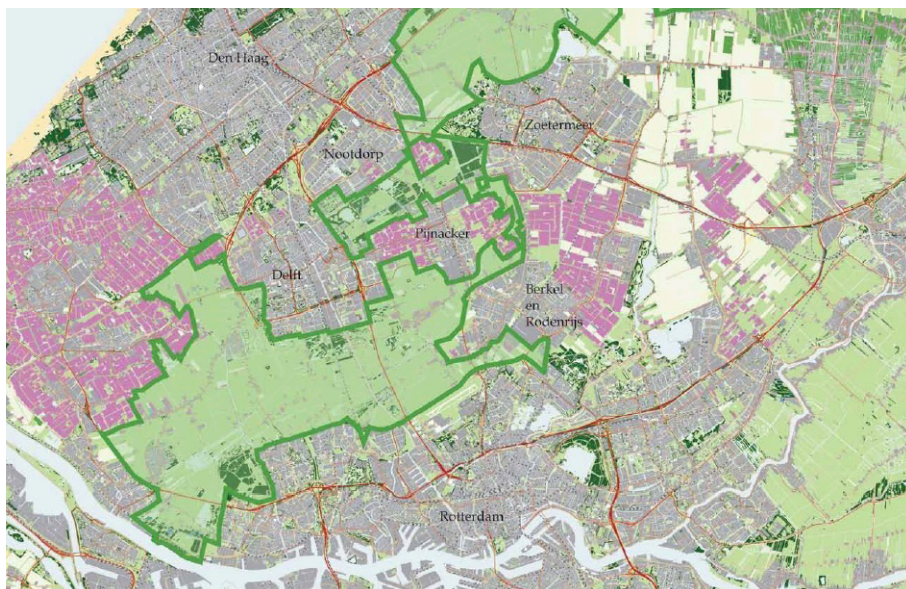 Den Haag
Zoetermeer
Nootdorp
Pijnacker
Delft
Berkel
en
Rodenrijs
Rotterdam